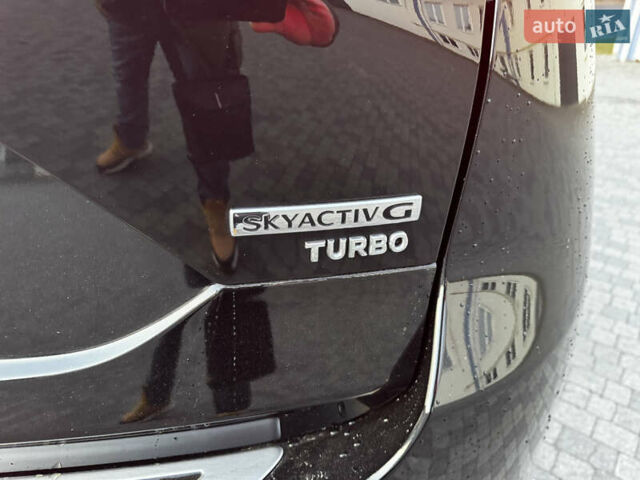 auto RIA
SKYACTIV G
TURBO